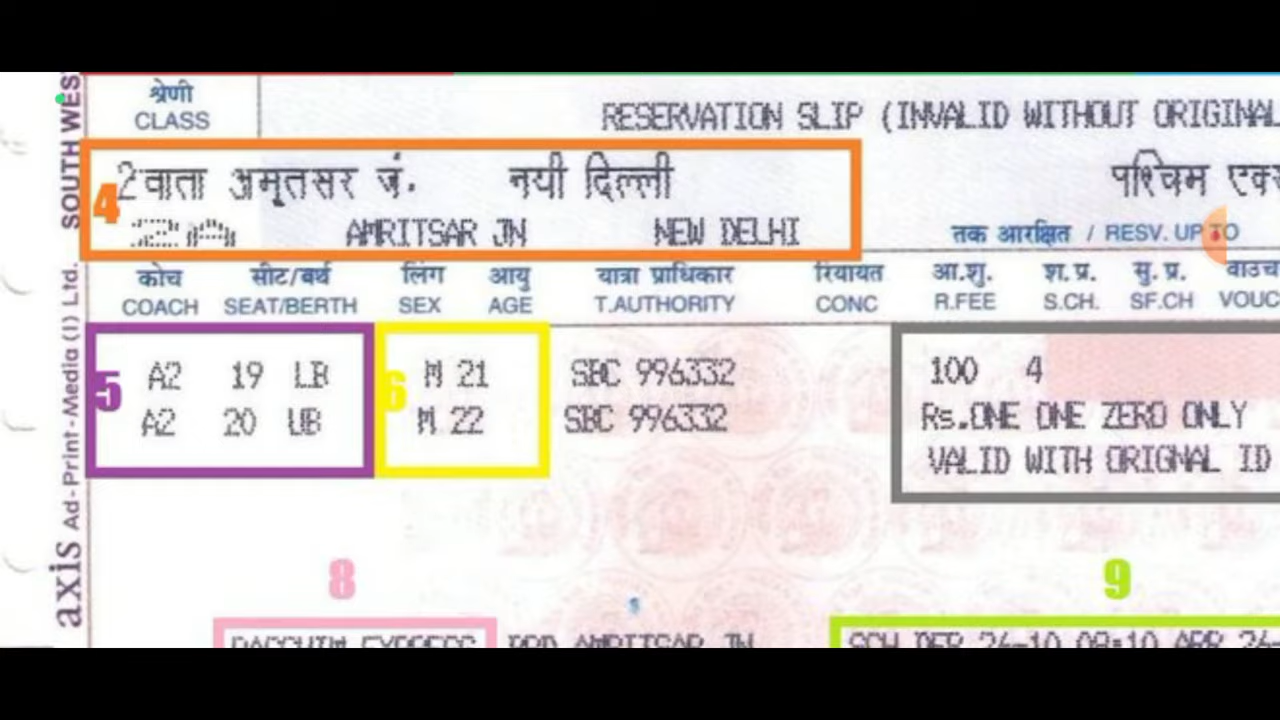 श्रेणी
CLASS
RESERVATION SLIP (INVALID WITHOUT ORIGINAL
4
2वाता अमृतसर जं. नयी दिल्ली
पश्चिम
2A AMRITSAR JN NEW DELHI
तक आरक्षित / RESV. UP TO
कोच सीट/बर्थ लिंग आयु यात्रा प्राधिकार रियायत आ.शु. श.प्र. सु.प्र.
COACH SEAT/BERTH SEX AGE T.AUTHORITY CONC R.FEE S.CH. SF.CH VOUC
5
6
A2 19 LB M 21 SBC 996332 100 4
A2 20 UB M 22 SBC 996332 Rs.ONE ONE ZERO ONLY
VALID WITH ORIGNAL ID
8
9
AMRITSAR JN
axis Ad-Print-Media (I) Ltd. SOUTH WES